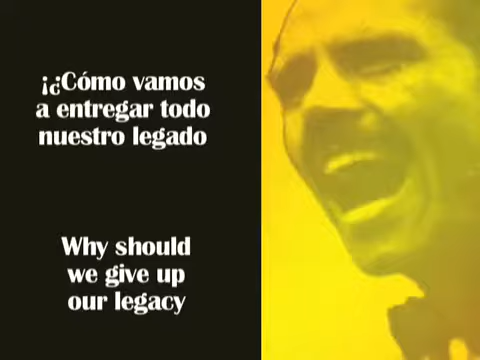 ¡¿Cómo vamos
a entregar todo
nuestro legado
Why should
we give up
our legacy